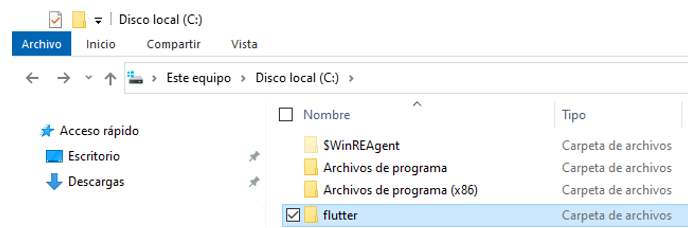 Disco local (C:)
Archivo Inicio Compartir Vista
Este equipo Disco local (C:)
Nombre Tipo
Acceso rápido
Escritorio
Descargas
$WinREAgent Carpeta de archivos
Archivos de programa Carpeta de archivos
Archivos de programa (x86) Carpeta de archivos
flutter Carpeta de archivos